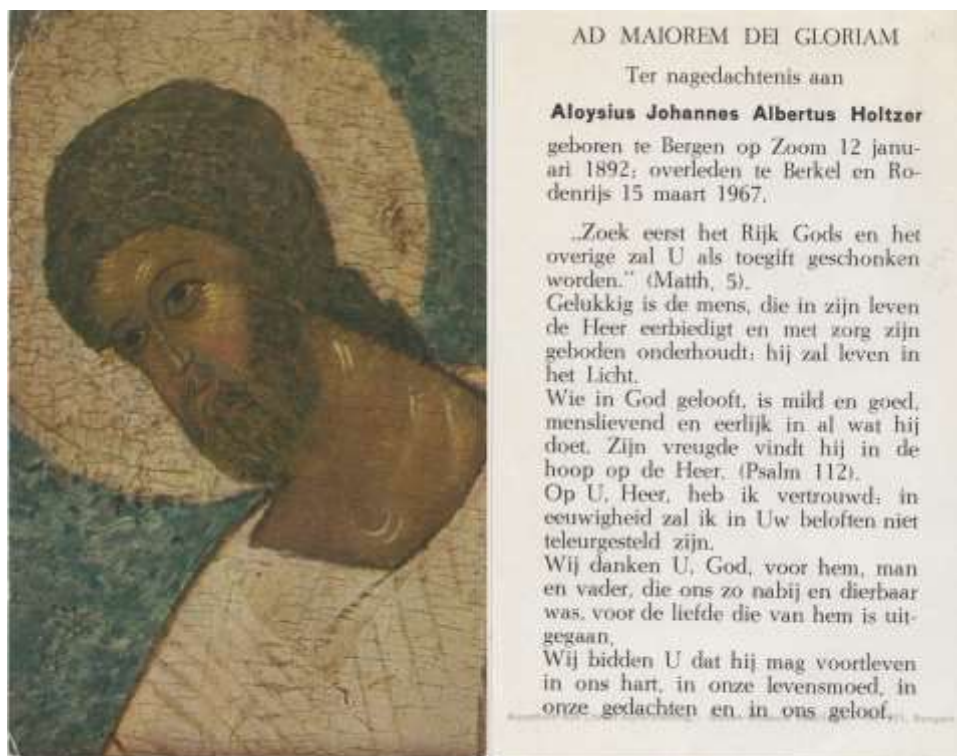 AD MAIOREM DEI GLORIAM
Ter nagedachtenis aan
Aloysius Johannes Albertus Holtzer
geboren te Bergen op Zoom 12 janu-
ari 1892; overleden te Berkel en Ro-
denrijs 15 maart 1967.
„Zoek eerst het Rijk Gods en het
overige zal U als toegift geschonken
worden." (Matth. 5).
Gelukkig is de mens, die in zijn leven
de Heer eerbiedigt en met zorg zijn
geboden onderhoudt; hij zal leven in
het Licht.
Wie in God gelooft, is mild en goed,
menslievend en eerlijk in al wat hij
doet. Zijn vreugde vindt hij in de
hoop op de Heer. (Psalm 112).
Op U, Heer, heb ik vertrouwd; in
eeuwigheid zal ik in Uw beloften niet
teleurgesteld zijn.
Wij danken U, God, voor hem, man
en vader, die ons zo nabij en dierbaar
was, voor de liefde die van hem is uit-
gegaan.
Wij bidden U dat hij mag voortleven
in ons hart, in onze levensmoed, in
onze gedachten en in ons geloof.